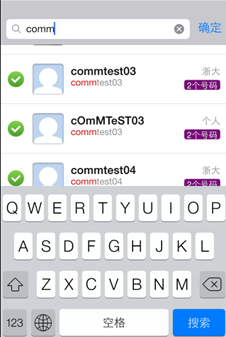 comm 确定
commtest03 浙大
commtest03 2个号码
cOmMTeST03 个人
commtest03 2个号码
commtest04 浙大
commtest04 2个号码
Q W E R T Y U I O P
A S D F G H J K L
Z X C V B N M
123 空格 搜索